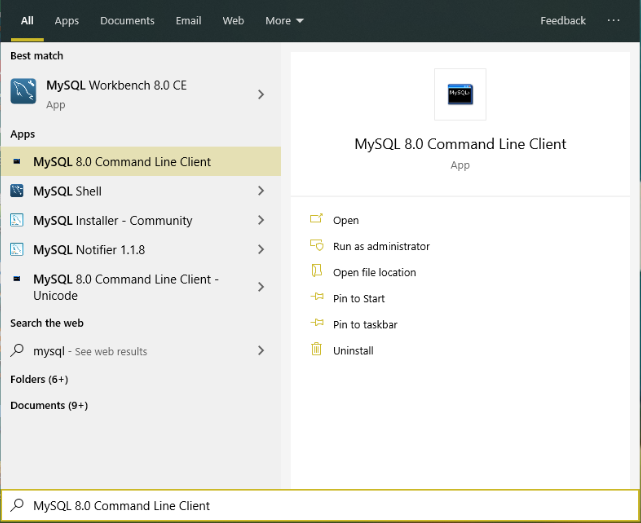 All Apps Documents Email Web More Feedback ...
Best match
MySQL Workbench 8.0 CE
App
Apps
MySQL 8.0 Command Line Client
MySQL Shell
MySQL Installer - Community
MySQL Notifier 1.1.8
MySQL 8.0 Command Line Client -
Unicode
Search the web
mysql - See web results
Folders (6+)
Documents (9+)
MySQL>
MySQL 8.0 Command Line Client
App
Open
Run as administrator
Open file location
Pin to Start
Pin to taskbar
Uninstall
MySQL 8.0 Command Line Client